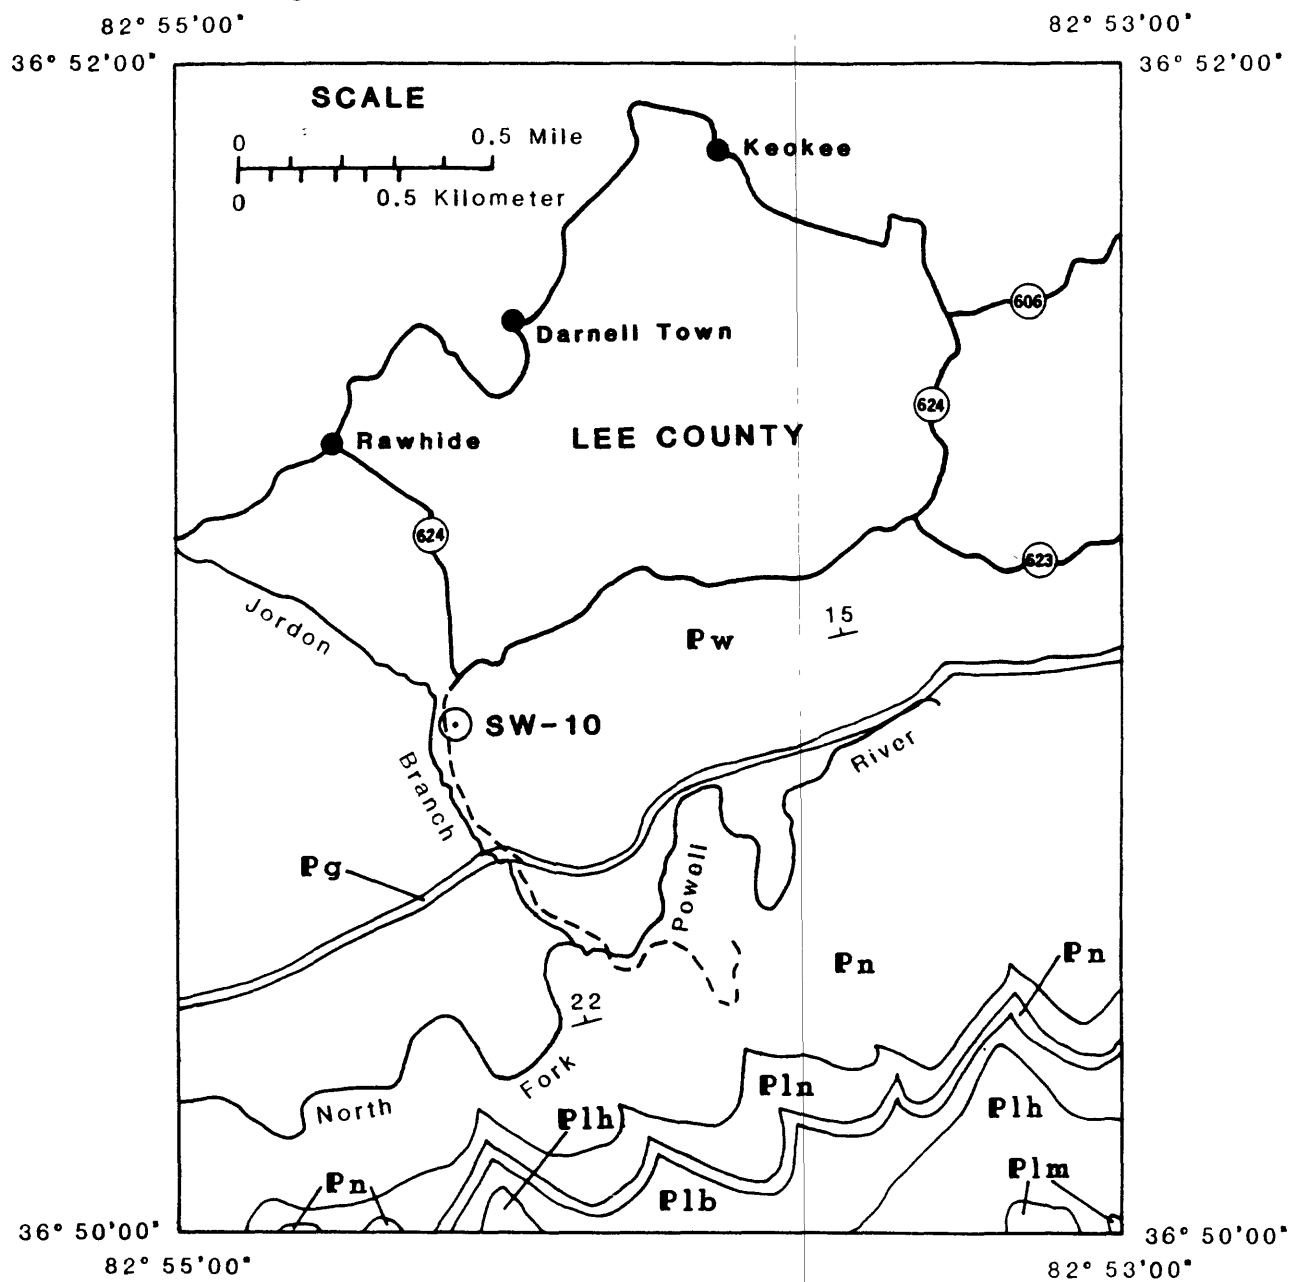 82° 55'00" 82° 53'00"
36° 52'00" 36° 52'00"
SCALE
0 0.5 Mile
0 0.5 Kilometer
Keokee
606
Darnell Town
624
Rawhide
LEE COUNTY
624
623
Jordon
15
Pw
SW-10
River
Branch
Pg
Powell
Pn
Pn
22
Fork
Pln
North
Plh
Plh
Plm
Pn
Plb
36° 50'00" 36° 50'00"
82° 55'00" 82° 53'00"